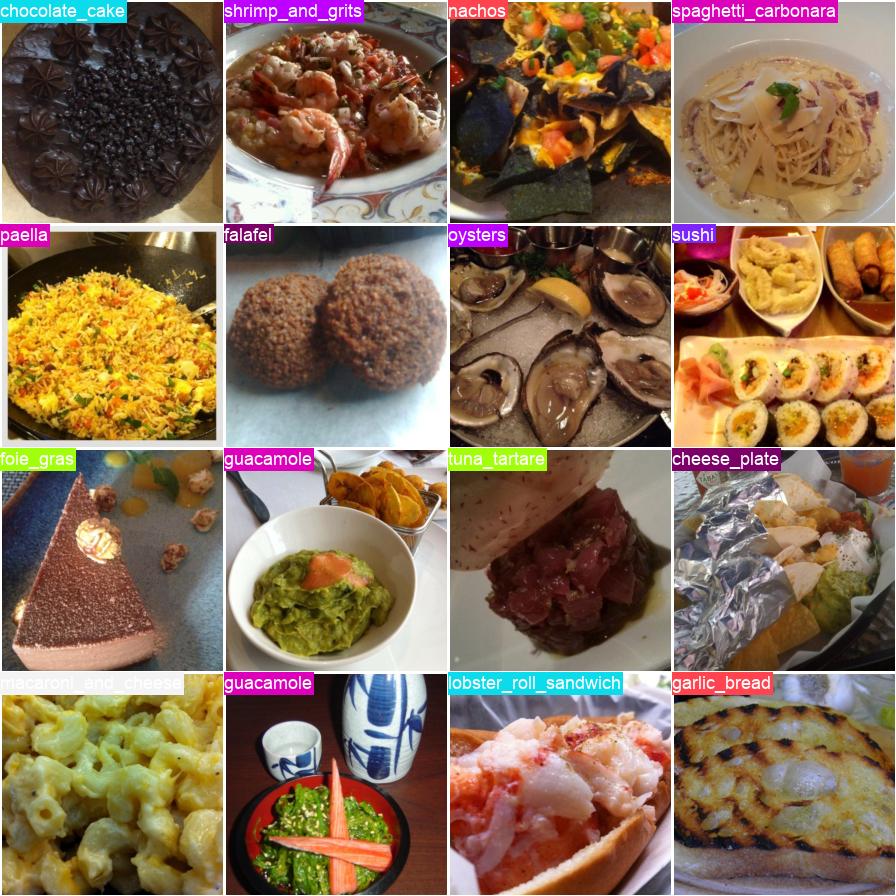 chocolate_cake
shrimp_and_grits
nachos
spaghetti_carbonara
paella
falafel
oysters
sushi
foie_gras
guacamole
tuna_tartare
cheese_plate
macaroni_and_cheese
guacamole
lobster_roll_sandwich
garlic_bread